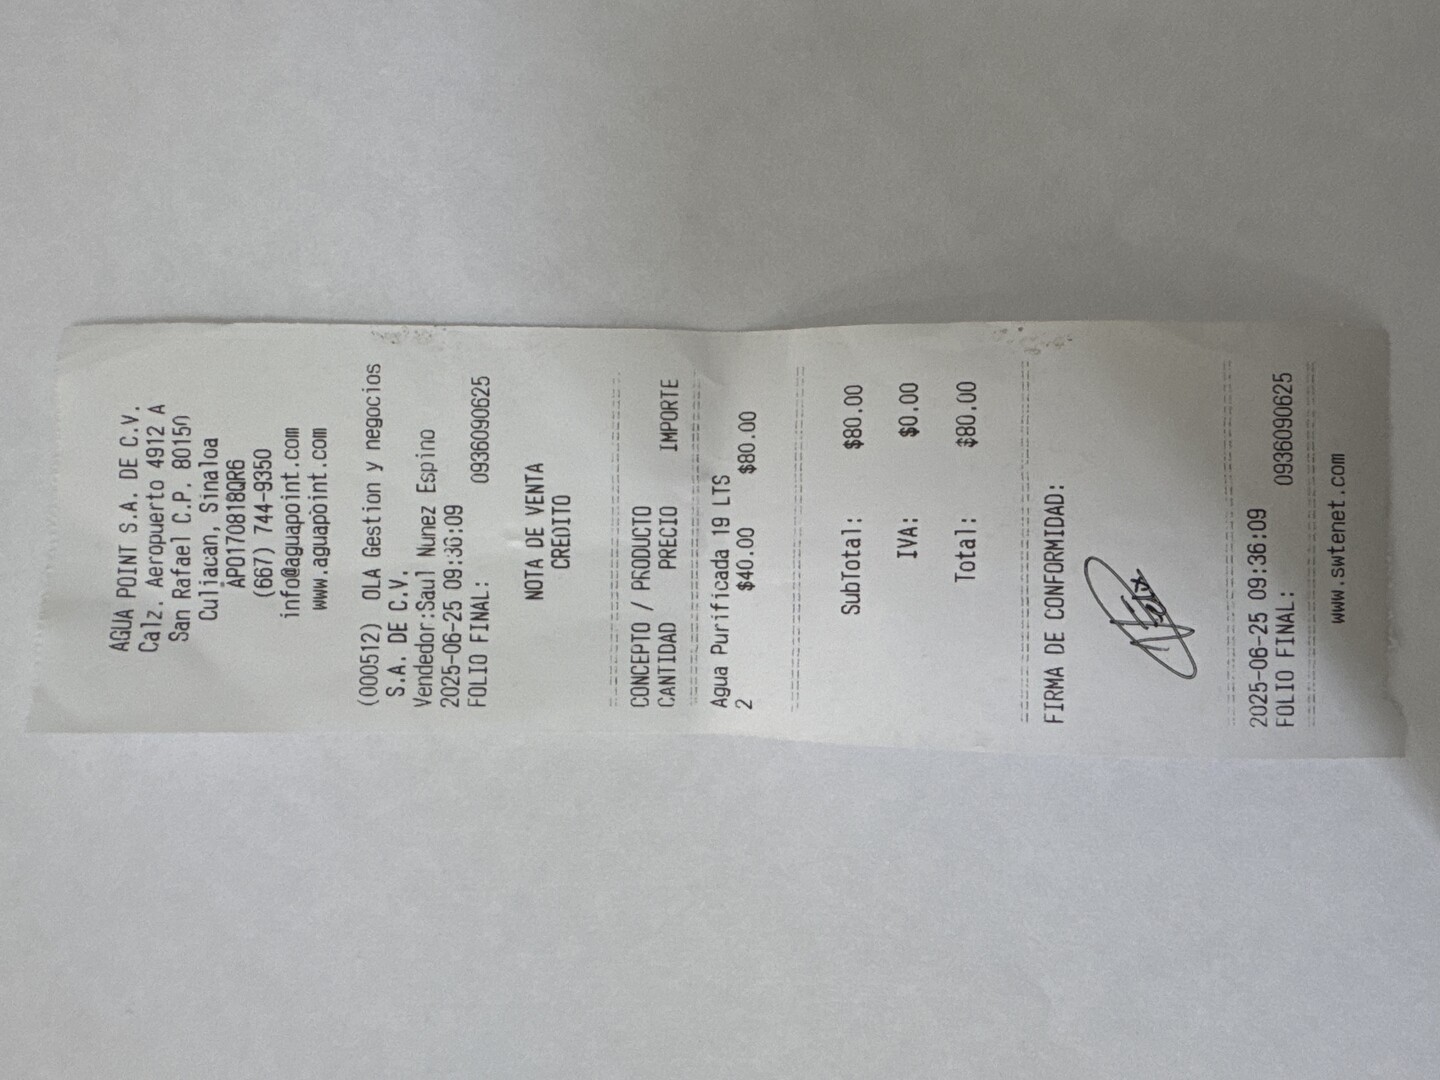 AGUA POINT S.A. DE C.V.
Calz. Aeropuerto 4912 A
San Rafael C.P. 80150
Culiacan, Sinaloa
APO170818QR6
(667) 744-9350
info@aguapoint.com
www.aguapoint.com
(000512) OLA Gestion y negocios
S.A. DE C.V.
Vendedor:Saul Nunez Espino
2025-06-25 09:36:09
FOLIO FINAL: 0936090625
NOTA DE VENTA
CREDITO
CONCEPTO / PRODUCTO
CANTIDAD PRECIO IMPORTE
Agua Purificada 19 LTS
2 $40.00 $80.00
SubTotal: $80.00
IVA: $0.00
Total: $80.00
FIRMA DE CONFORMIDAD:
2025-06-25 09:36:09
FOLIO FINAL: 0936090625
www.swtenet.com